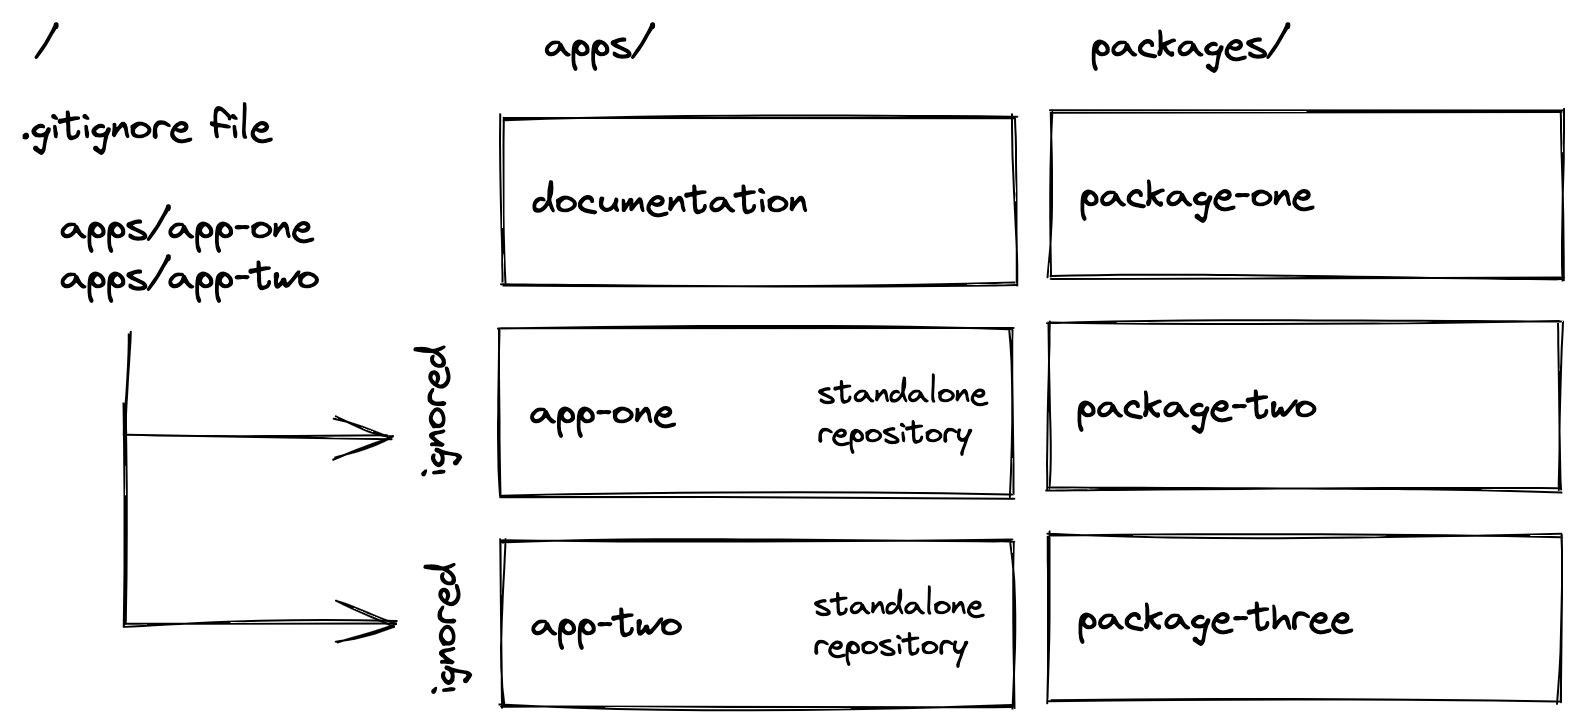 /
.gitignore file
apps/app-one
apps/app-two
ignored
ignored
apps/
documentation
app-one
standalone
repository
app-two
standalone
repository
packages/
package-one
package-two
package-three